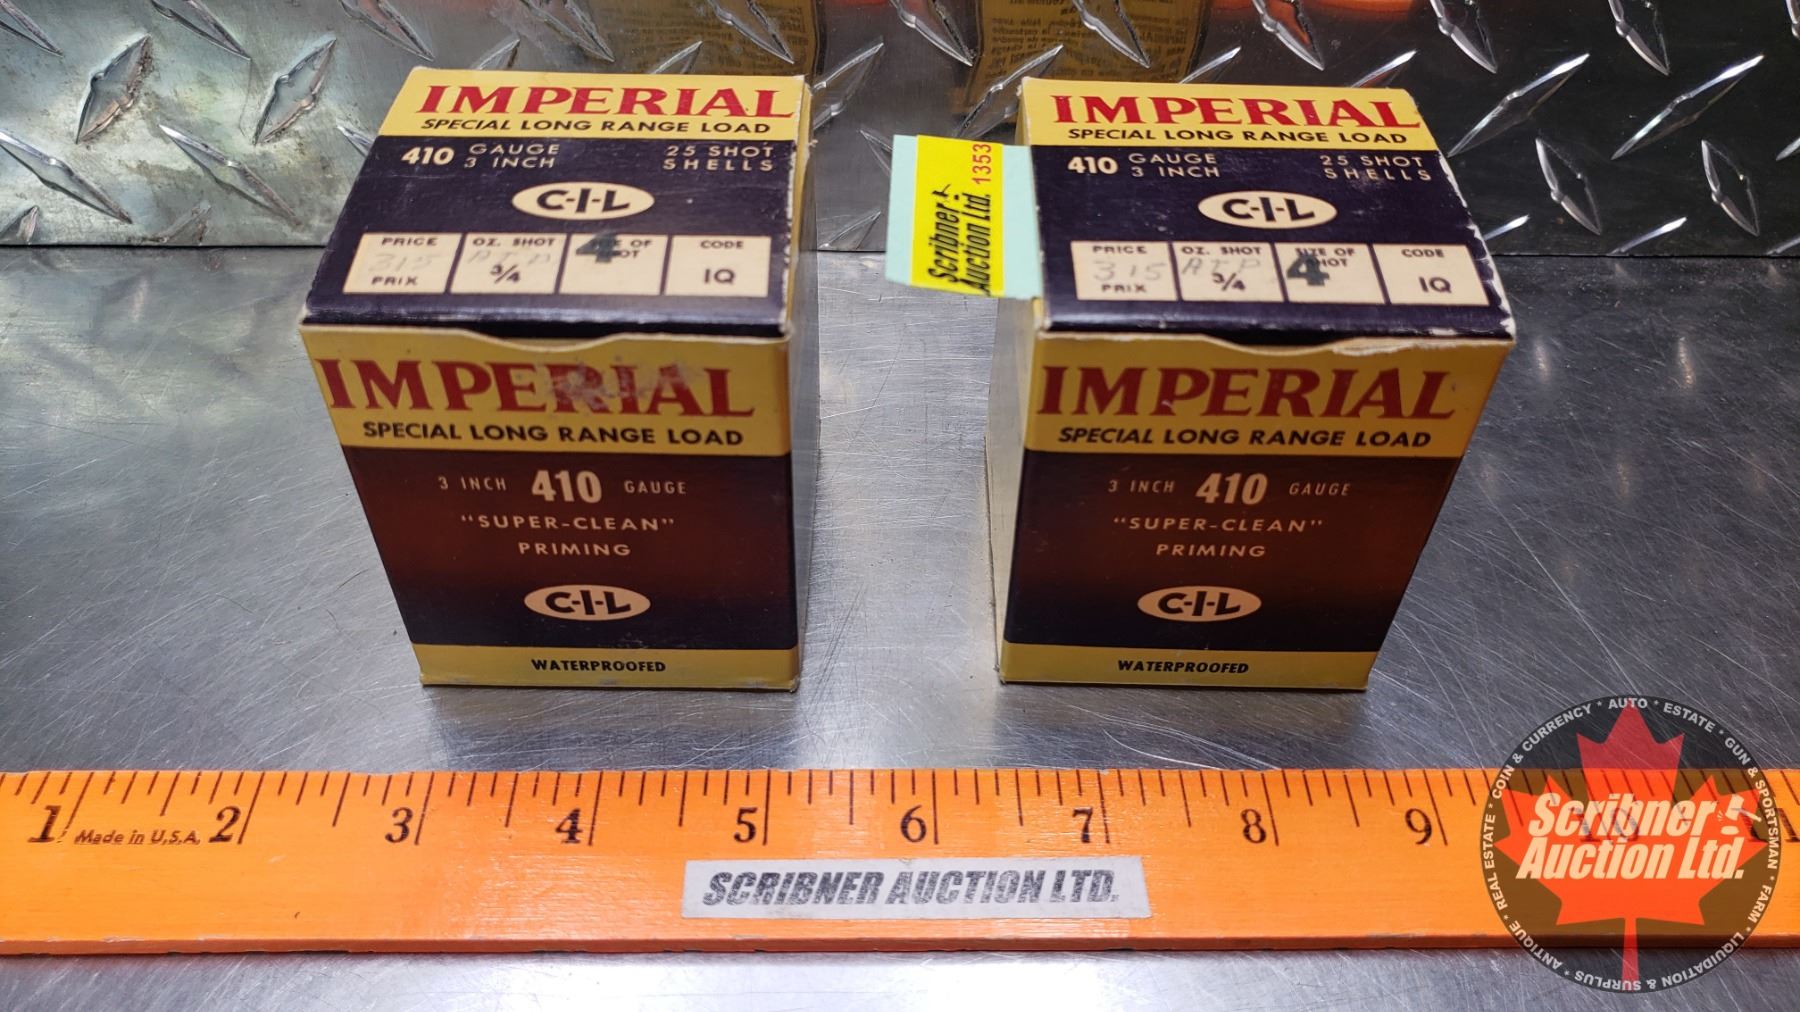 IMPERIAL
SPECIAL LONG RANGE LOAD
410 GAUGE 3 INCH
25 SHOT SHELLS
C-I-L
PRICE 315 PRIX
OZ. SHOT 3/4
SIZE OF SHOT 4
CODE IQ
IMPERIAL
SPECIAL LONG RANGE LOAD
3 INCH 410 GAUGE
"SUPER-CLEAN"
PRIMING
C-I-L
WATERPROOFED
Scribner Auction Ltd. 1353
IMPERIAL
SPECIAL LONG RANGE LOAD
410 GAUGE 3 INCH
25 SHOT SHELLS
C-I-L
PRICE 315 PRIX
OZ. SHOT 3/4
SIZE OF SHOT 4
CODE IQ
IMPERIAL
SPECIAL LONG RANGE LOAD
3 INCH 410 GAUGE
"SUPER-CLEAN"
PRIMING
C-I-L
WATERPROOFED
1 2 3 4 5 6 7 8 9 10 11
Made in U.S.A.
SCRIBNER AUCTION LTD.
Scribner Auction Ltd.
ANTIQUE * REAL ESTATE * COIN & CURRENCY * AUTO * ESTATE * GUN & SPORTSMAN * FARM * LIQUIDATION & SURPLUS *